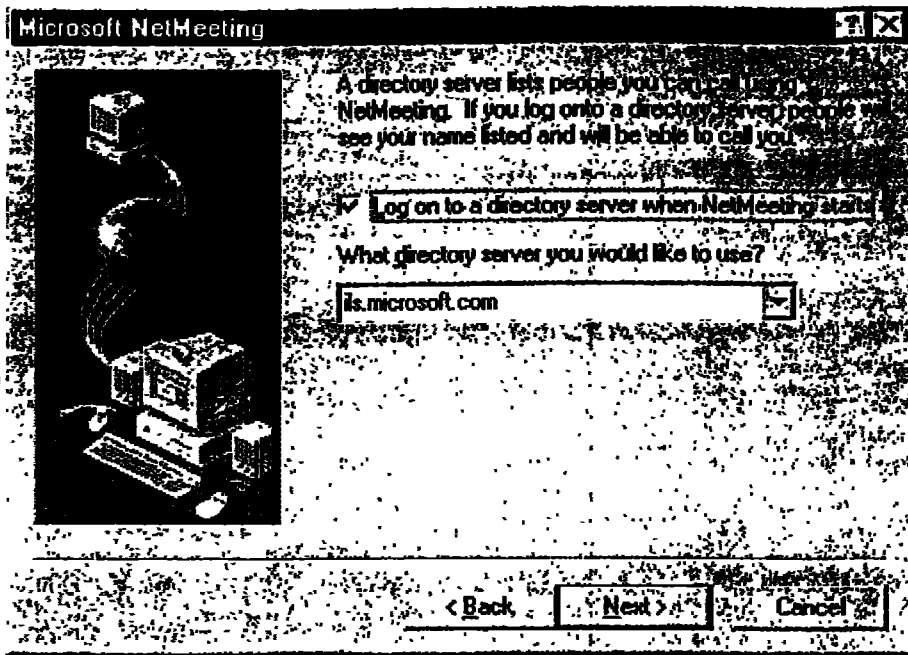 Microsoft NetMeeting
A directory server lists people you can call using
NetMeeting. If you log onto a directory server, people will
see your name listed and will be able to call you.
Log on to a directory server when NetMeeting starts
What directory server you would like to use?
ils.microsoft.com
< Back
Next >
Cancel